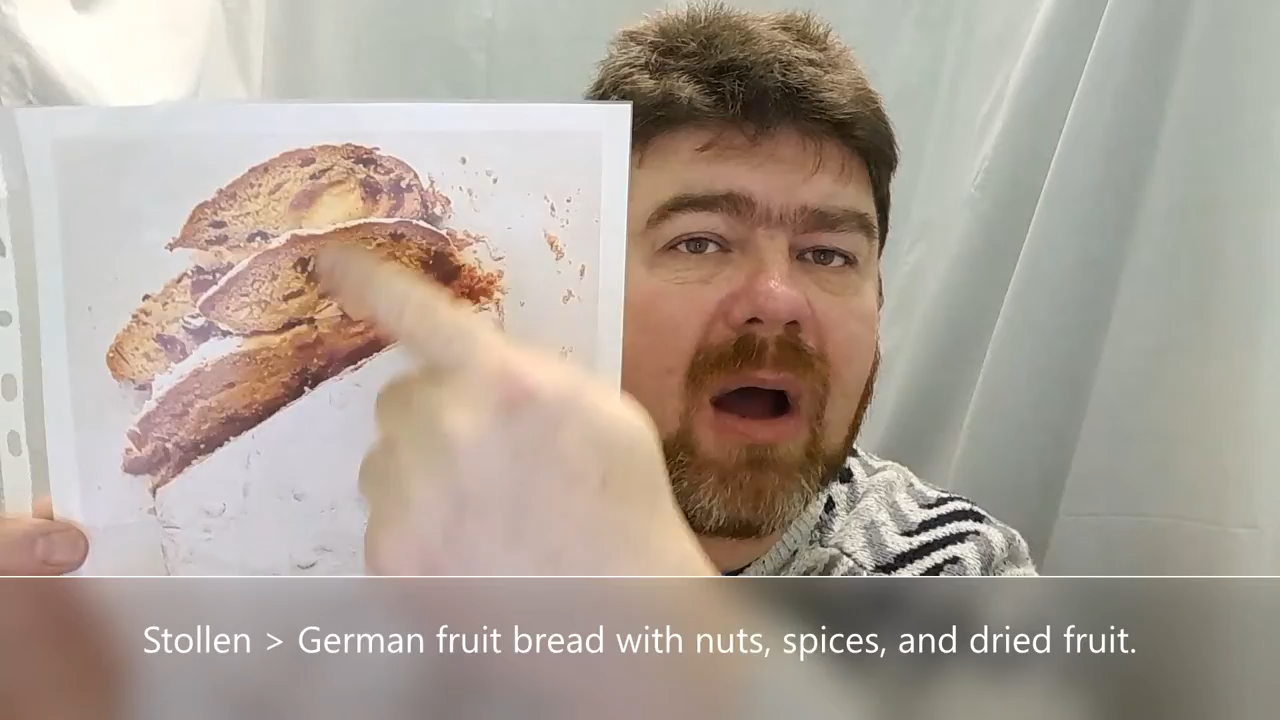 Stollen > German fruit bread with nuts, spices, and dried fruit.